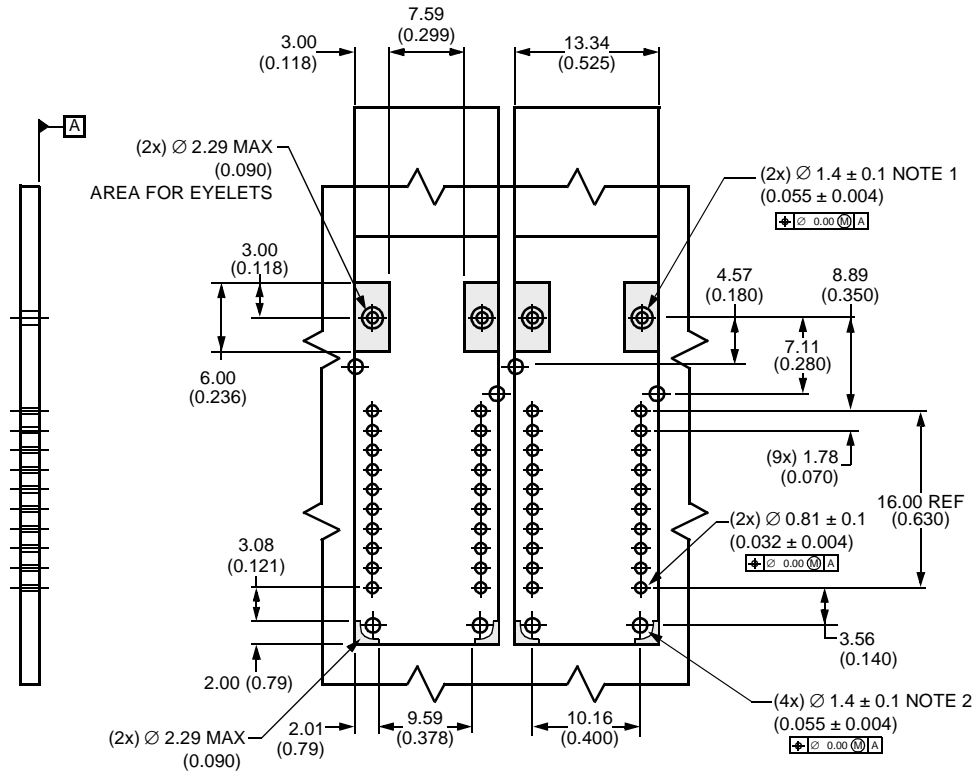 7.59
(0.299)
3.00
(0.118)
13.34
(0.525)
A
(2x) ∅ 2.29 MAX
(0.090)
AREA FOR EYELETS
(2x) ∅ 1.4 ± 0.1 NOTE 1
(0.055 ± 0.004)
⌖ ∅ 0.00 Ⓜ A
3.00
(0.118)
4.57
(0.180)
8.89
(0.350)
7.11
(0.280)
6.00
(0.236)
(9x) 1.78
(0.070)
16.00 REF
(0.630)
(2x) ∅ 0.81 ± 0.1
(0.032 ± 0.004)
⌖ ∅ 0.00 Ⓜ A
3.08
(0.121)
3.56
(0.140)
2.00 (0.79)
2.01
(0.79)
9.59
(0.378)
10.16
(0.400)
(4x) ∅ 1.4 ± 0.1 NOTE 2
(0.055 ± 0.004)
⌖ ∅ 0.00 Ⓜ A
(2x) ∅ 2.29 MAX
(0.090)